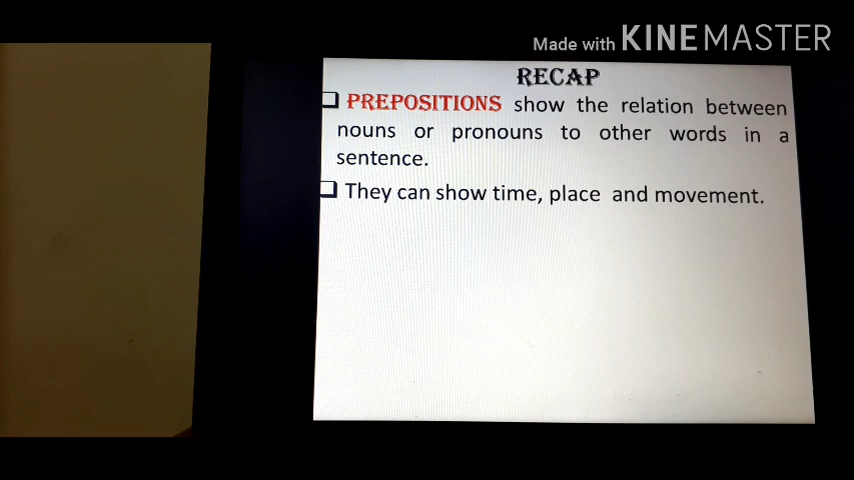 Made with KINEMASTER
RECAP
PREPOSITIONS show the relation between
nouns or pronouns to other words in a
sentence.
They can show time, place and movement.